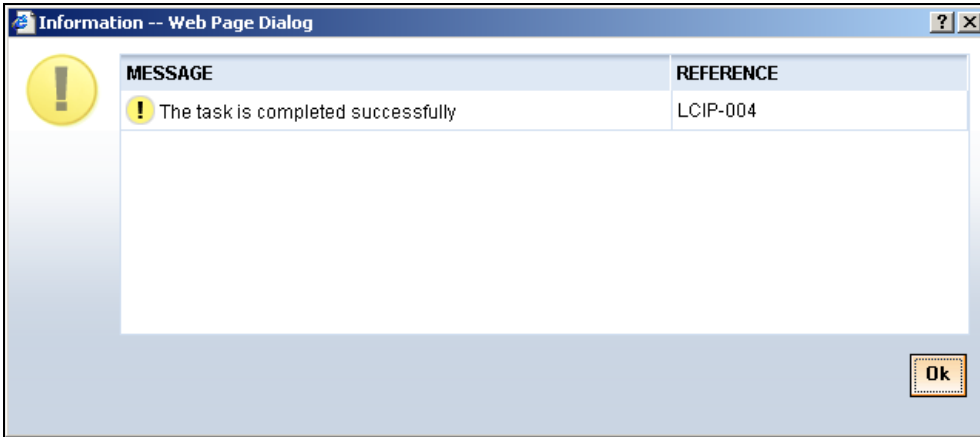 Information -- Web Page Dialog
MESSAGE REFERENCE
The task is completed successfully LCIP-004
Ok